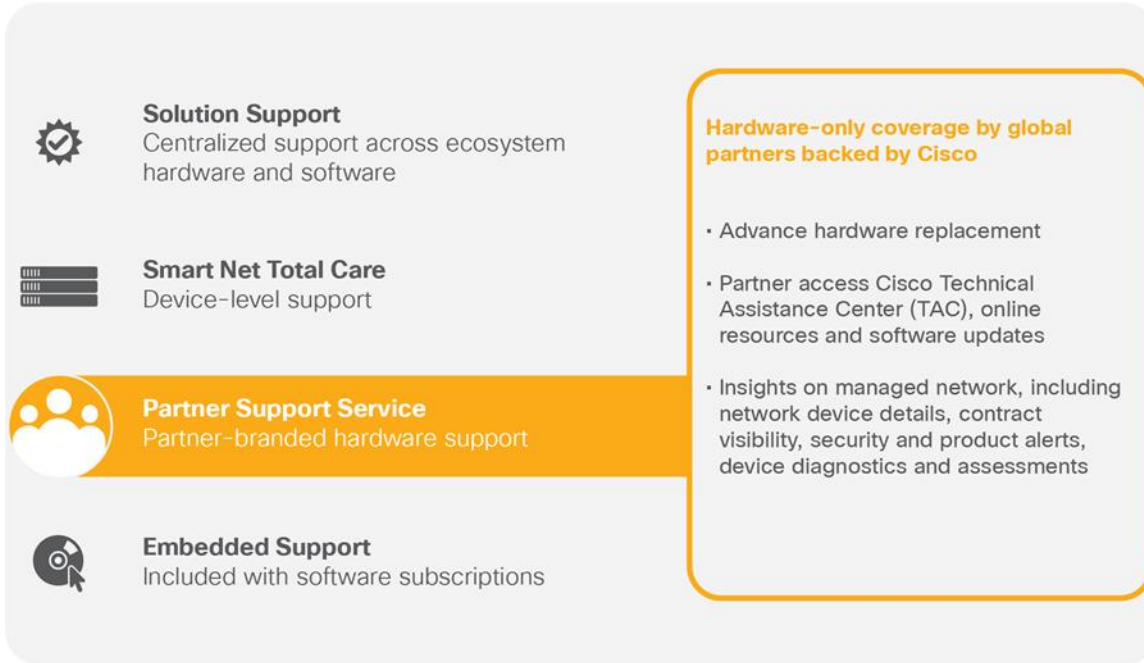 Solution Support
Centralized support across ecosystem
hardware and software
Smart Net Total Care
Device-level support
Partner Support Service
Partner-branded hardware support
Embedded Support
Included with software subscriptions
Hardware-only coverage by global
partners backed by Cisco
· Advance hardware replacement
· Partner access Cisco Technical
Assistance Center (TAC), online
resources and software updates
· Insights on managed network, including
network device details, contract
visibility, security and product alerts,
device diagnostics and assessments